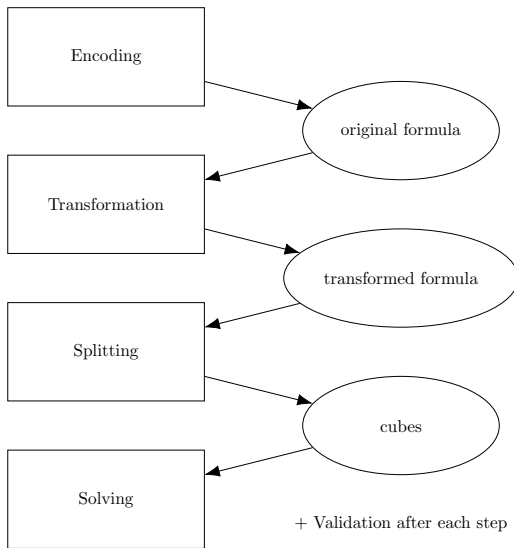 Encoding
original formula
Transformation
transformed formula
Splitting
cubes
Solving
+ Validation after each step